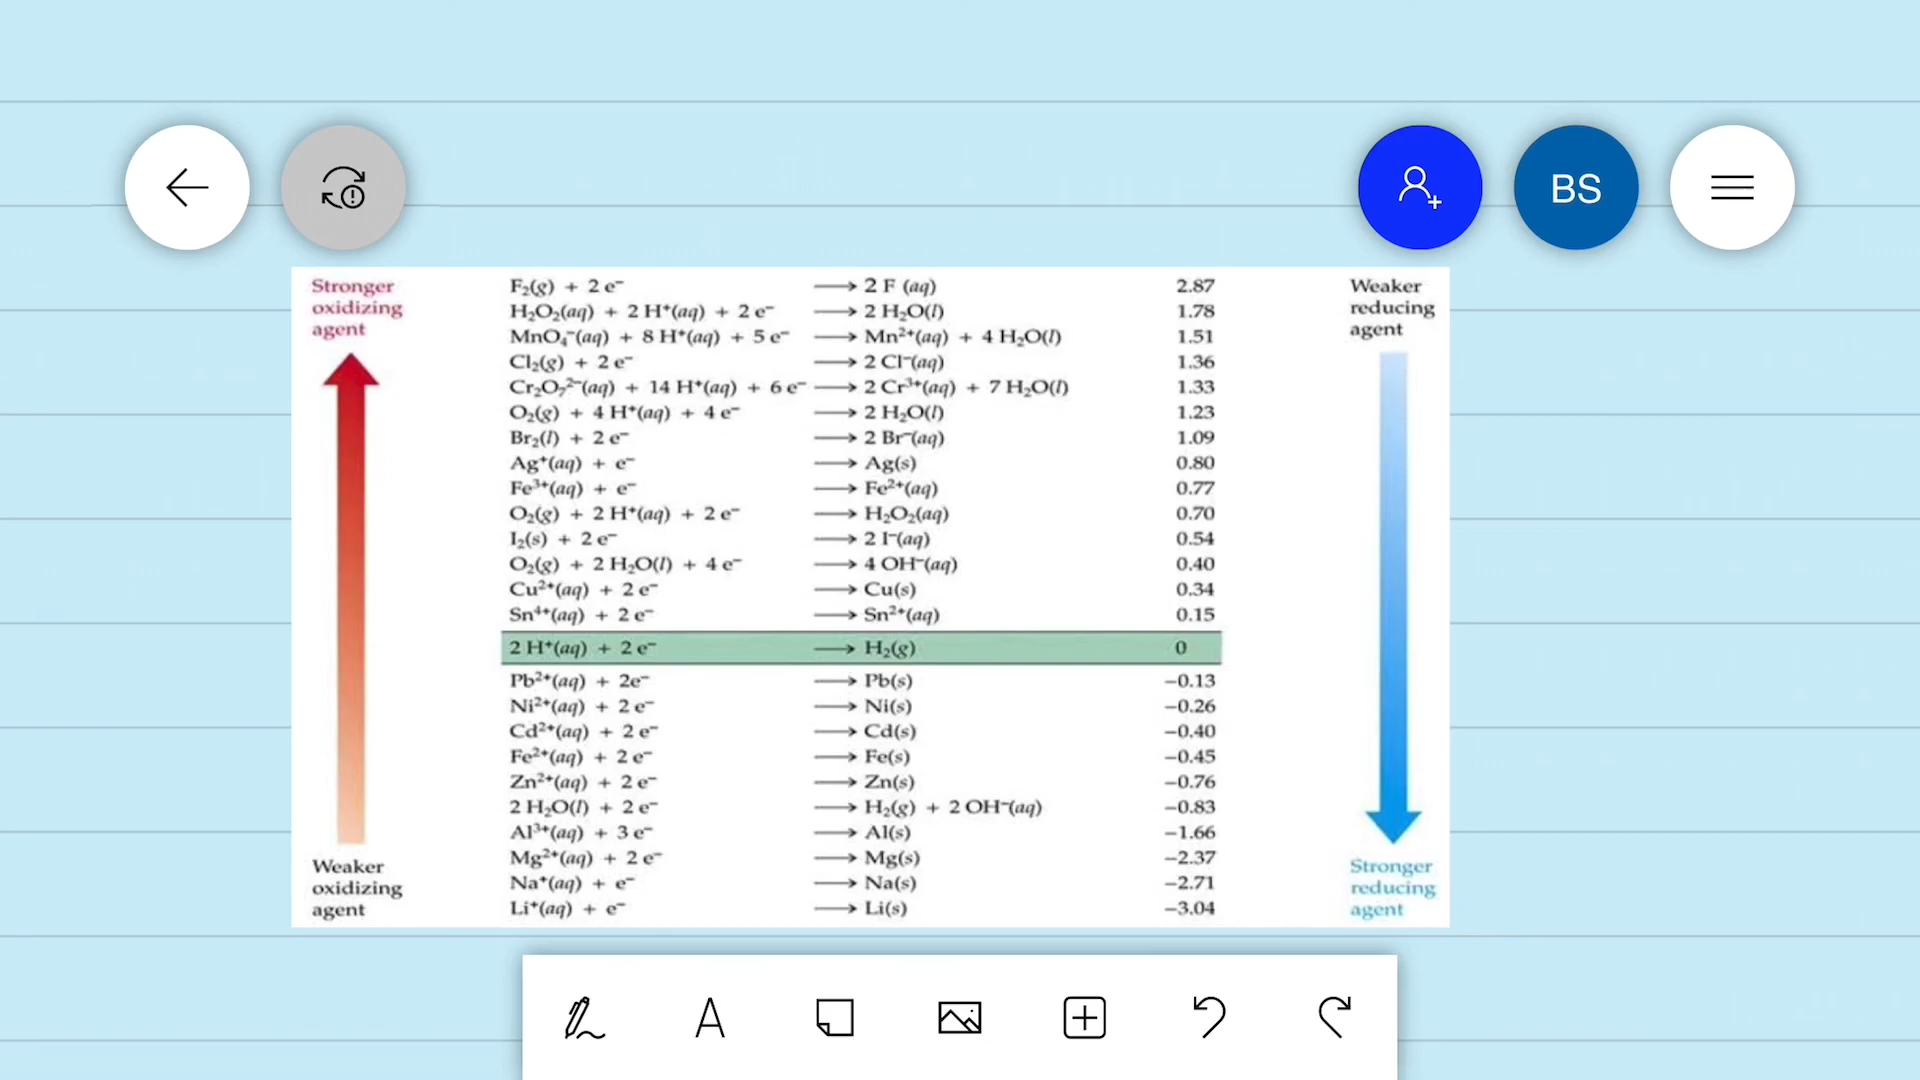 BS
Stronger oxidizing agent
Weaker reducing agent
F₂(g) + 2 e⁻ ⟶ 2 F (aq) 2.87
H₂O₂(aq) + 2 H⁺(aq) + 2 e⁻ ⟶ 2 H₂O(l) 1.78
MnO₄⁻(aq) + 8 H⁺(aq) + 5 e⁻ ⟶ Mn²⁺(aq) + 4 H₂O(l) 1.51
Cl₂(g) + 2 e⁻ ⟶ 2 Cl⁻(aq) 1.36
Cr₂O₇²⁻(aq) + 14 H⁺(aq) + 6 e⁻ ⟶ 2 Cr³⁺(aq) + 7 H₂O(l) 1.33
O₂(g) + 4 H⁺(aq) + 4 e⁻ ⟶ 2 H₂O(l) 1.23
Br₂(l) + 2 e⁻ ⟶ 2 Br⁻(aq) 1.09
Ag⁺(aq) + e⁻ ⟶ Ag(s) 0.80
Fe³⁺(aq) + e⁻ ⟶ Fe²⁺(aq) 0.77
O₂(g) + 2 H⁺(aq) + 2 e⁻ ⟶ H₂O₂(aq) 0.70
I₂(s) + 2 e⁻ ⟶ 2 I⁻(aq) 0.54
O₂(g) + 2 H₂O(l) + 4 e⁻ ⟶ 4 OH⁻(aq) 0.40
Cu²⁺(aq) + 2 e⁻ ⟶ Cu(s) 0.34
Sn⁴⁺(aq) + 2 e⁻ ⟶ Sn²⁺(aq) 0.15
2 H⁺(aq) + 2 e⁻ ⟶ H₂(g) 0
Pb²⁺(aq) + 2e⁻ ⟶ Pb(s) −0.13
Ni²⁺(aq) + 2 e⁻ ⟶ Ni(s) −0.26
Cd²⁺(aq) + 2 e⁻ ⟶ Cd(s) −0.40
Fe²⁺(aq) + 2 e⁻ ⟶ Fe(s) −0.45
Zn²⁺(aq) + 2 e⁻ ⟶ Zn(s) −0.76
2 H₂O(l) + 2 e⁻ ⟶ H₂(g) + 2 OH⁻(aq) −0.83
Al³⁺(aq) + 3 e⁻ ⟶ Al(s) −1.66
Mg²⁺(aq) + 2 e⁻ ⟶ Mg(s) −2.37
Na⁺(aq) + e⁻ ⟶ Na(s) −2.71
Li⁺(aq) + e⁻ ⟶ Li(s) −3.04
Weaker oxidizing agent
Stronger reducing agent
A